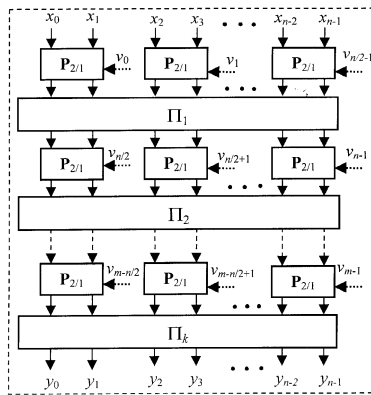 x₀ x₁ x₂ x₃ • • • xₙ₋₂ xₙ₋₁
P₂/₁ v₀ P₂/₁ v₁ • • • P₂/₁ vₙ/₂₋₁
Π₁
P₂/₁ vₙ/₂ P₂/₁ vₙ/₂₊₁ • • • P₂/₁ vₙ₋₁
Π₂
P₂/₁ vₘ₋ₙ/₂ P₂/₁ vₘ₋ₙ/₂₊₁ • • • P₂/₁ vₘ₋₁
Πₖ
y₀ y₁ y₂ y₃ • • • yₙ₋₂ yₙ₋₁